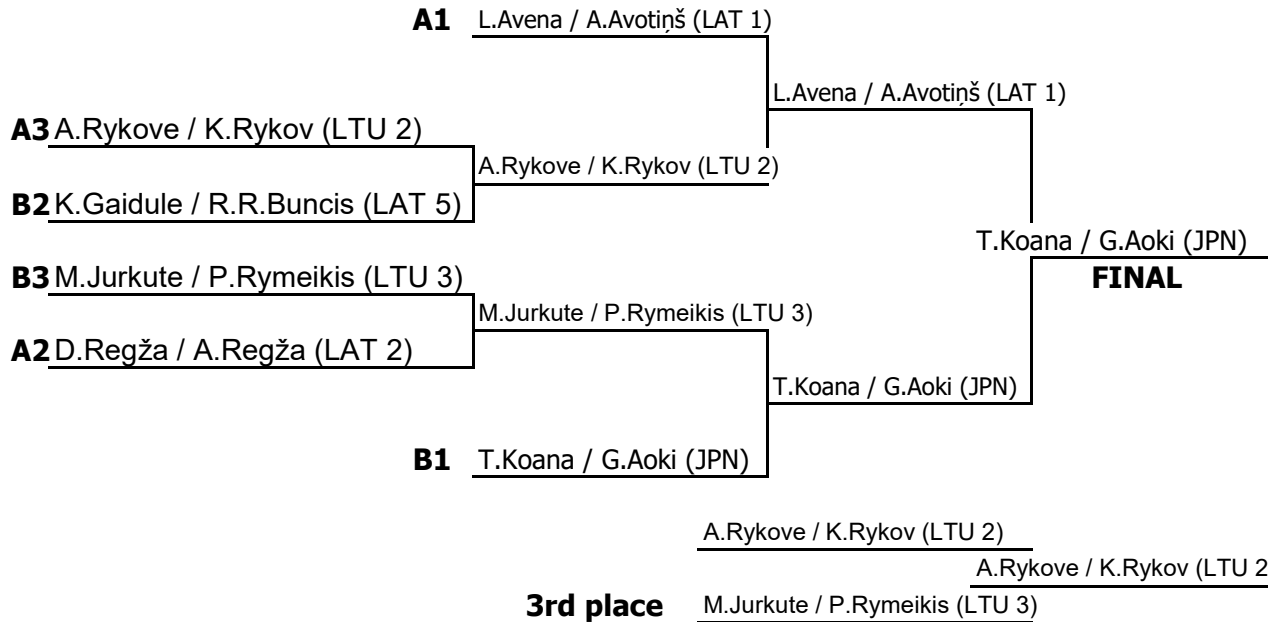 A1 L.Avena / A.Avotiņš (LAT 1)
L.Avena / A.Avotiņš (LAT 1)
A3 A.Rykove / K.Rykov (LTU 2)
A.Rykove / K.Rykov (LTU 2)
B2 K.Gaidule / R.R.Buncis (LAT 5)
T.Koana / G.Aoki (JPN)
FINAL
B3 M.Jurkute / P.Rymeikis (LTU 3)
M.Jurkute / P.Rymeikis (LTU 3)
A2 D.Regža / A.Regža (LAT 2)
T.Koana / G.Aoki (JPN)
B1 T.Koana / G.Aoki (JPN)
A.Rykove / K.Rykov (LTU 2)
A.Rykove / K.Rykov (LTU 2
3rd place M.Jurkute / P.Rymeikis (LTU 3)